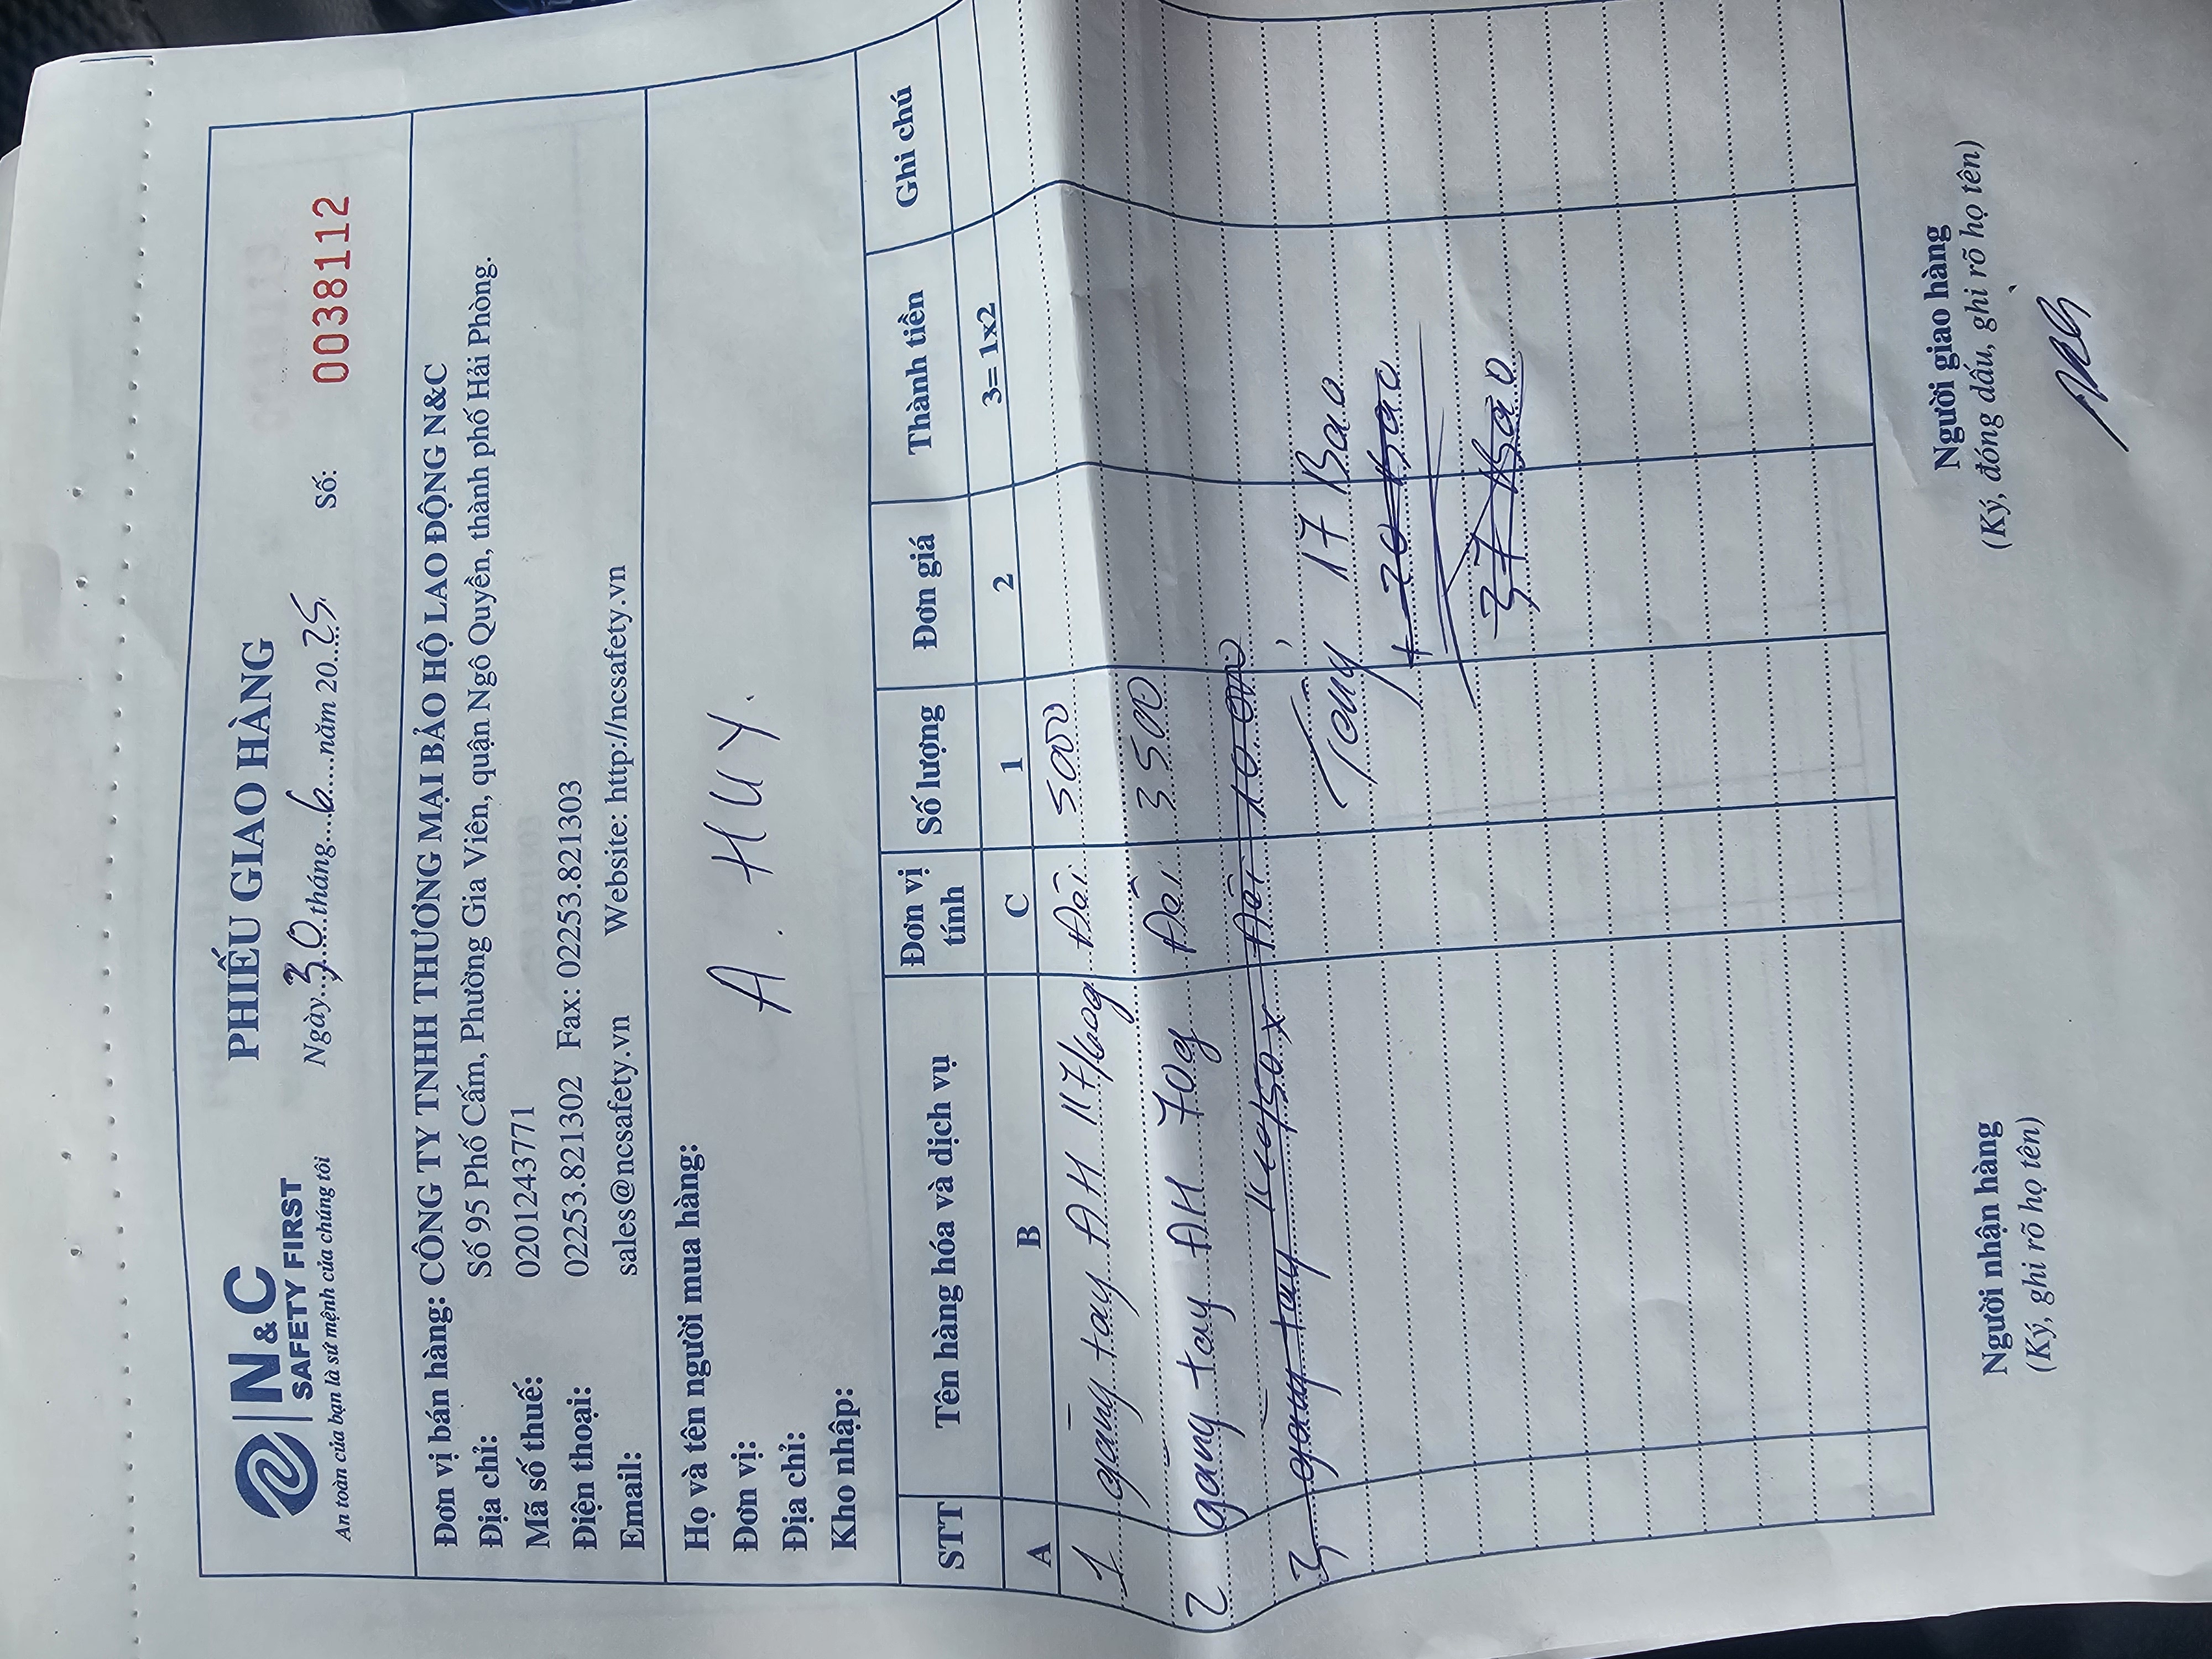 N&C
SAFETY FIRST
An toàn của bạn là sứ mệnh của chúng tôi
PHIẾU GIAO HÀNG
Ngày 30 tháng 6 năm 2025
Số: 0038112
Đơn vị bán hàng: CÔNG TY TNHH THƯƠNG MẠI BẢO HỘ LAO ĐỘNG N&C
Địa chỉ: Số 95 Phố Cấm, Phường Gia Viên, quận Ngô Quyền, thành phố Hải Phòng.
Mã số thuế: 0201243771
Điện thoại: 02253.821302 Fax: 02253.821303
Email: sales@ncsafety.vn Website: http://ncsafety.vn
Họ và tên người mua hàng:
Đơn vị: A. HUY.
Địa chỉ:
Kho nhập:
STT Tên hàng hóa và dịch vụ Đơn vị tính Số lượng Đơn giá Thành tiền Ghi chú
A B C 1 2 3= 1x2
1 găng tay AH K7/60g Đôi 5000
2 găng tay AH 70g Đôi 3500
3 găng tay Đôi 10 000
Tổng 17 Bao
+ 20 Bao
37 Bao
Người nhận hàng
(Ký, ghi rõ họ tên)
Người giao hàng
(Ký, đóng dấu, ghi rõ họ tên)